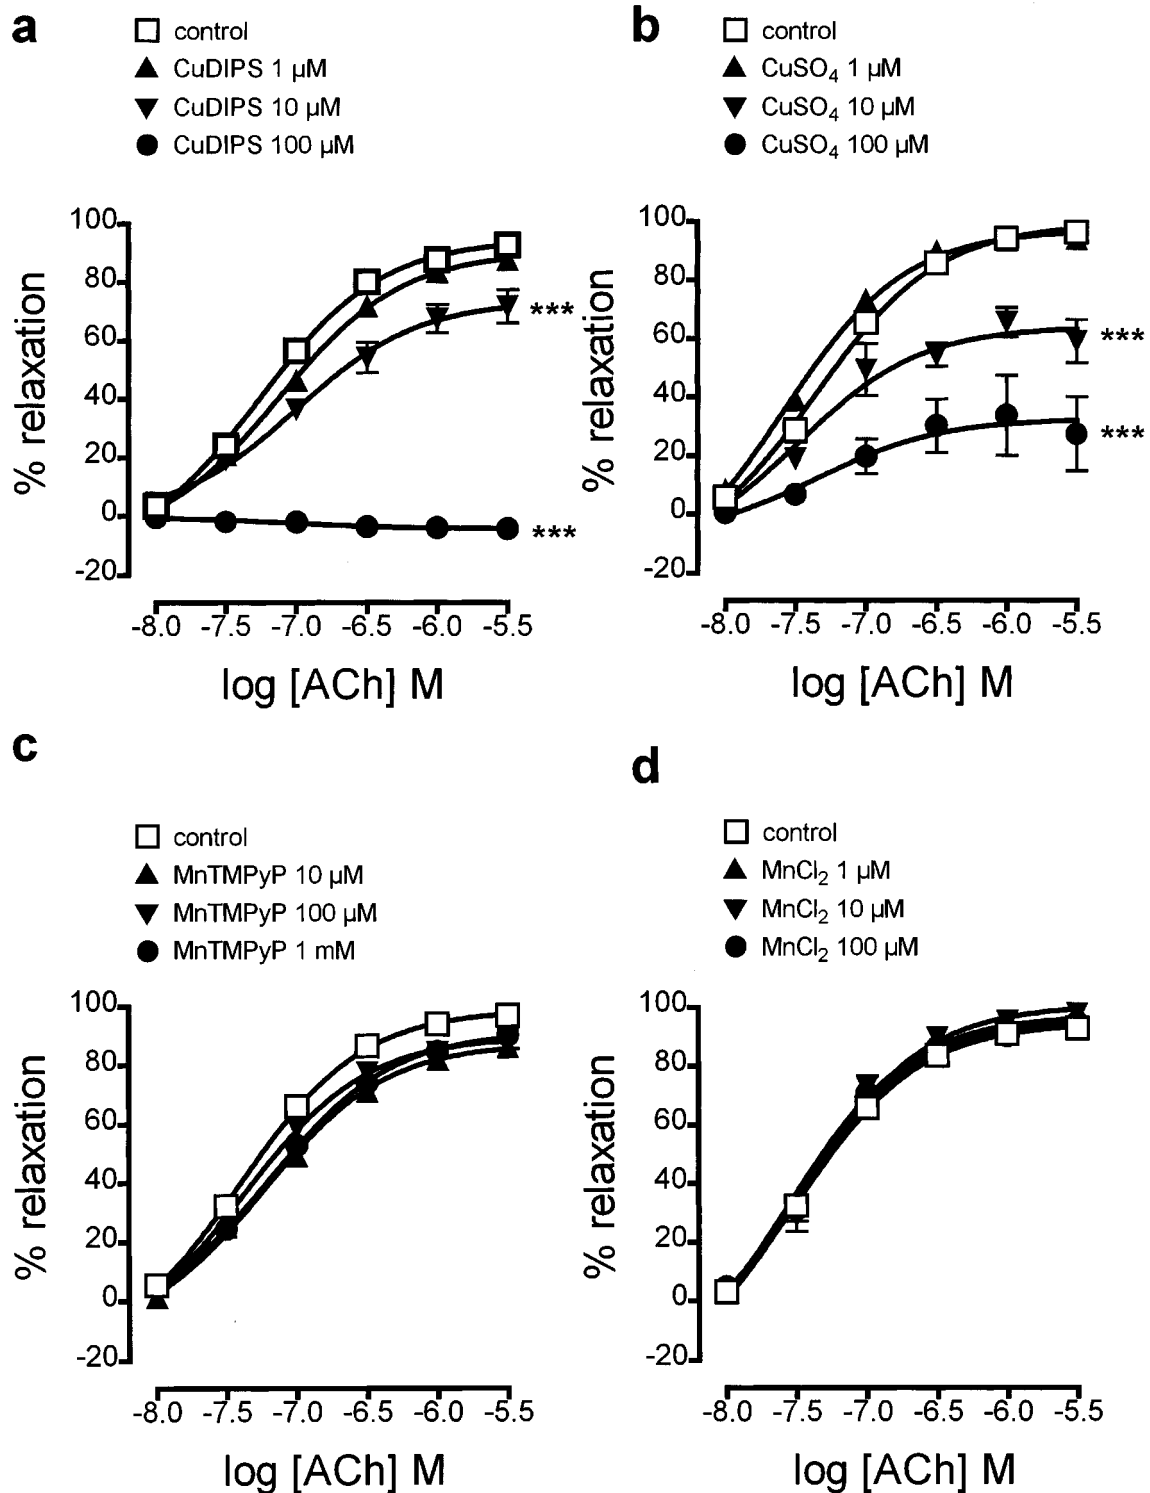 a
control
CuDIPS 1 µM
CuDIPS 10 µM
CuDIPS 100 µM
100
80
60
40
20
0
-20
% relaxation
***
***
-8.0 -7.5 -7.0 -6.5 -6.0 -5.5
log [ACh] M
b
control
CuSO₄ 1 µM
CuSO₄ 10 µM
CuSO₄ 100 µM
100
80
60
40
20
0
-20
% relaxation
***
***
-8.0 -7.5 -7.0 -6.5 -6.0 -5.5
log [ACh] M
c
control
MnTMPyP 10 µM
MnTMPyP 100 µM
MnTMPyP 1 mM
100
80
60
40
20
0
-20
% relaxation
-8.0 -7.5 -7.0 -6.5 -6.0 -5.5
log [ACh] M
d
control
MnCl₂ 1 µM
MnCl₂ 10 µM
MnCl₂ 100 µM
100
80
60
40
20
0
-20
% relaxation
-8.0 -7.5 -7.0 -6.5 -6.0 -5.5
log [ACh] M